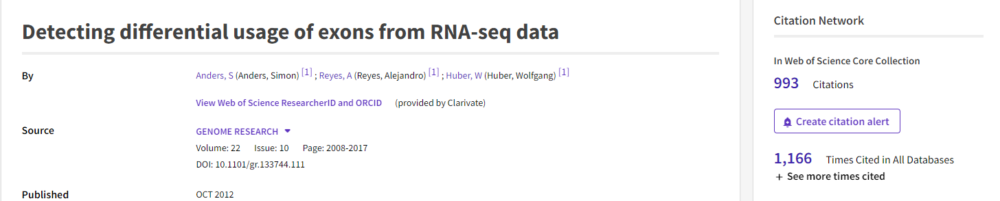 Detecting differential usage of exons from RNA-seq data
By
Anders, S (Anders, Simon) [1] ; Reyes, A (Reyes, Alejandro) [1] ; Huber, W (Huber, Wolfgang) [1]
View Web of Science ResearcherID and ORCID (provided by Clarivate)
Source
GENOME RESEARCH
Volume: 22 Issue: 10 Page: 2008-2017
DOI: 10.1101/gr.133744.111
Published
OCT 2012
Citation Network
In Web of Science Core Collection
993 Citations
Create citation alert
1,166 Times Cited in All Databases
+ See more times cited